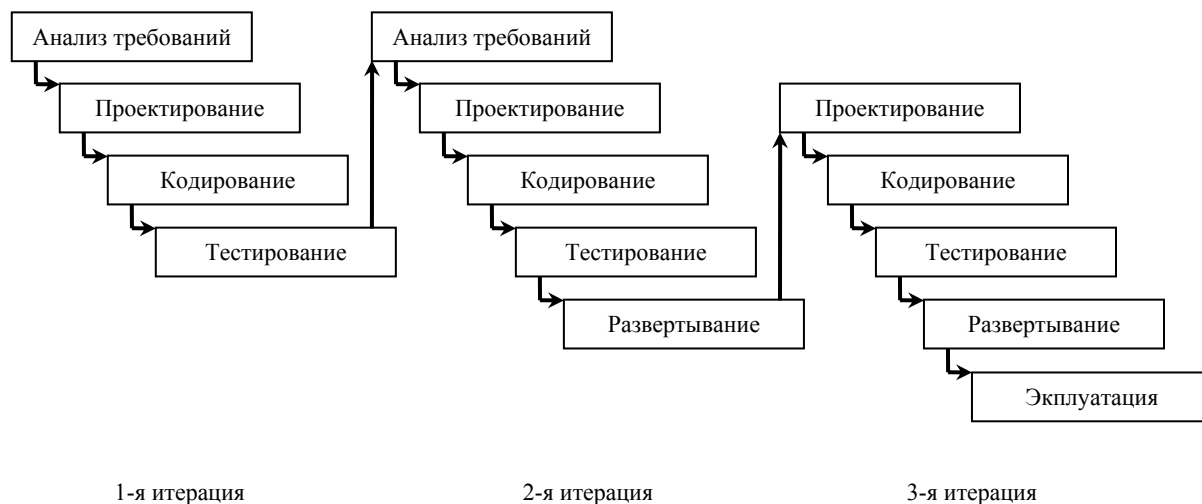 Анализ требований
Проектирование
Кодирование
Тестирование
Анализ требований
Проектирование
Кодирование
Тестирование
Развертывание
Проектирование
Кодирование
Тестирование
Развертывание
Экплуатация
1-я итерация
2-я итерация
3-я итерация